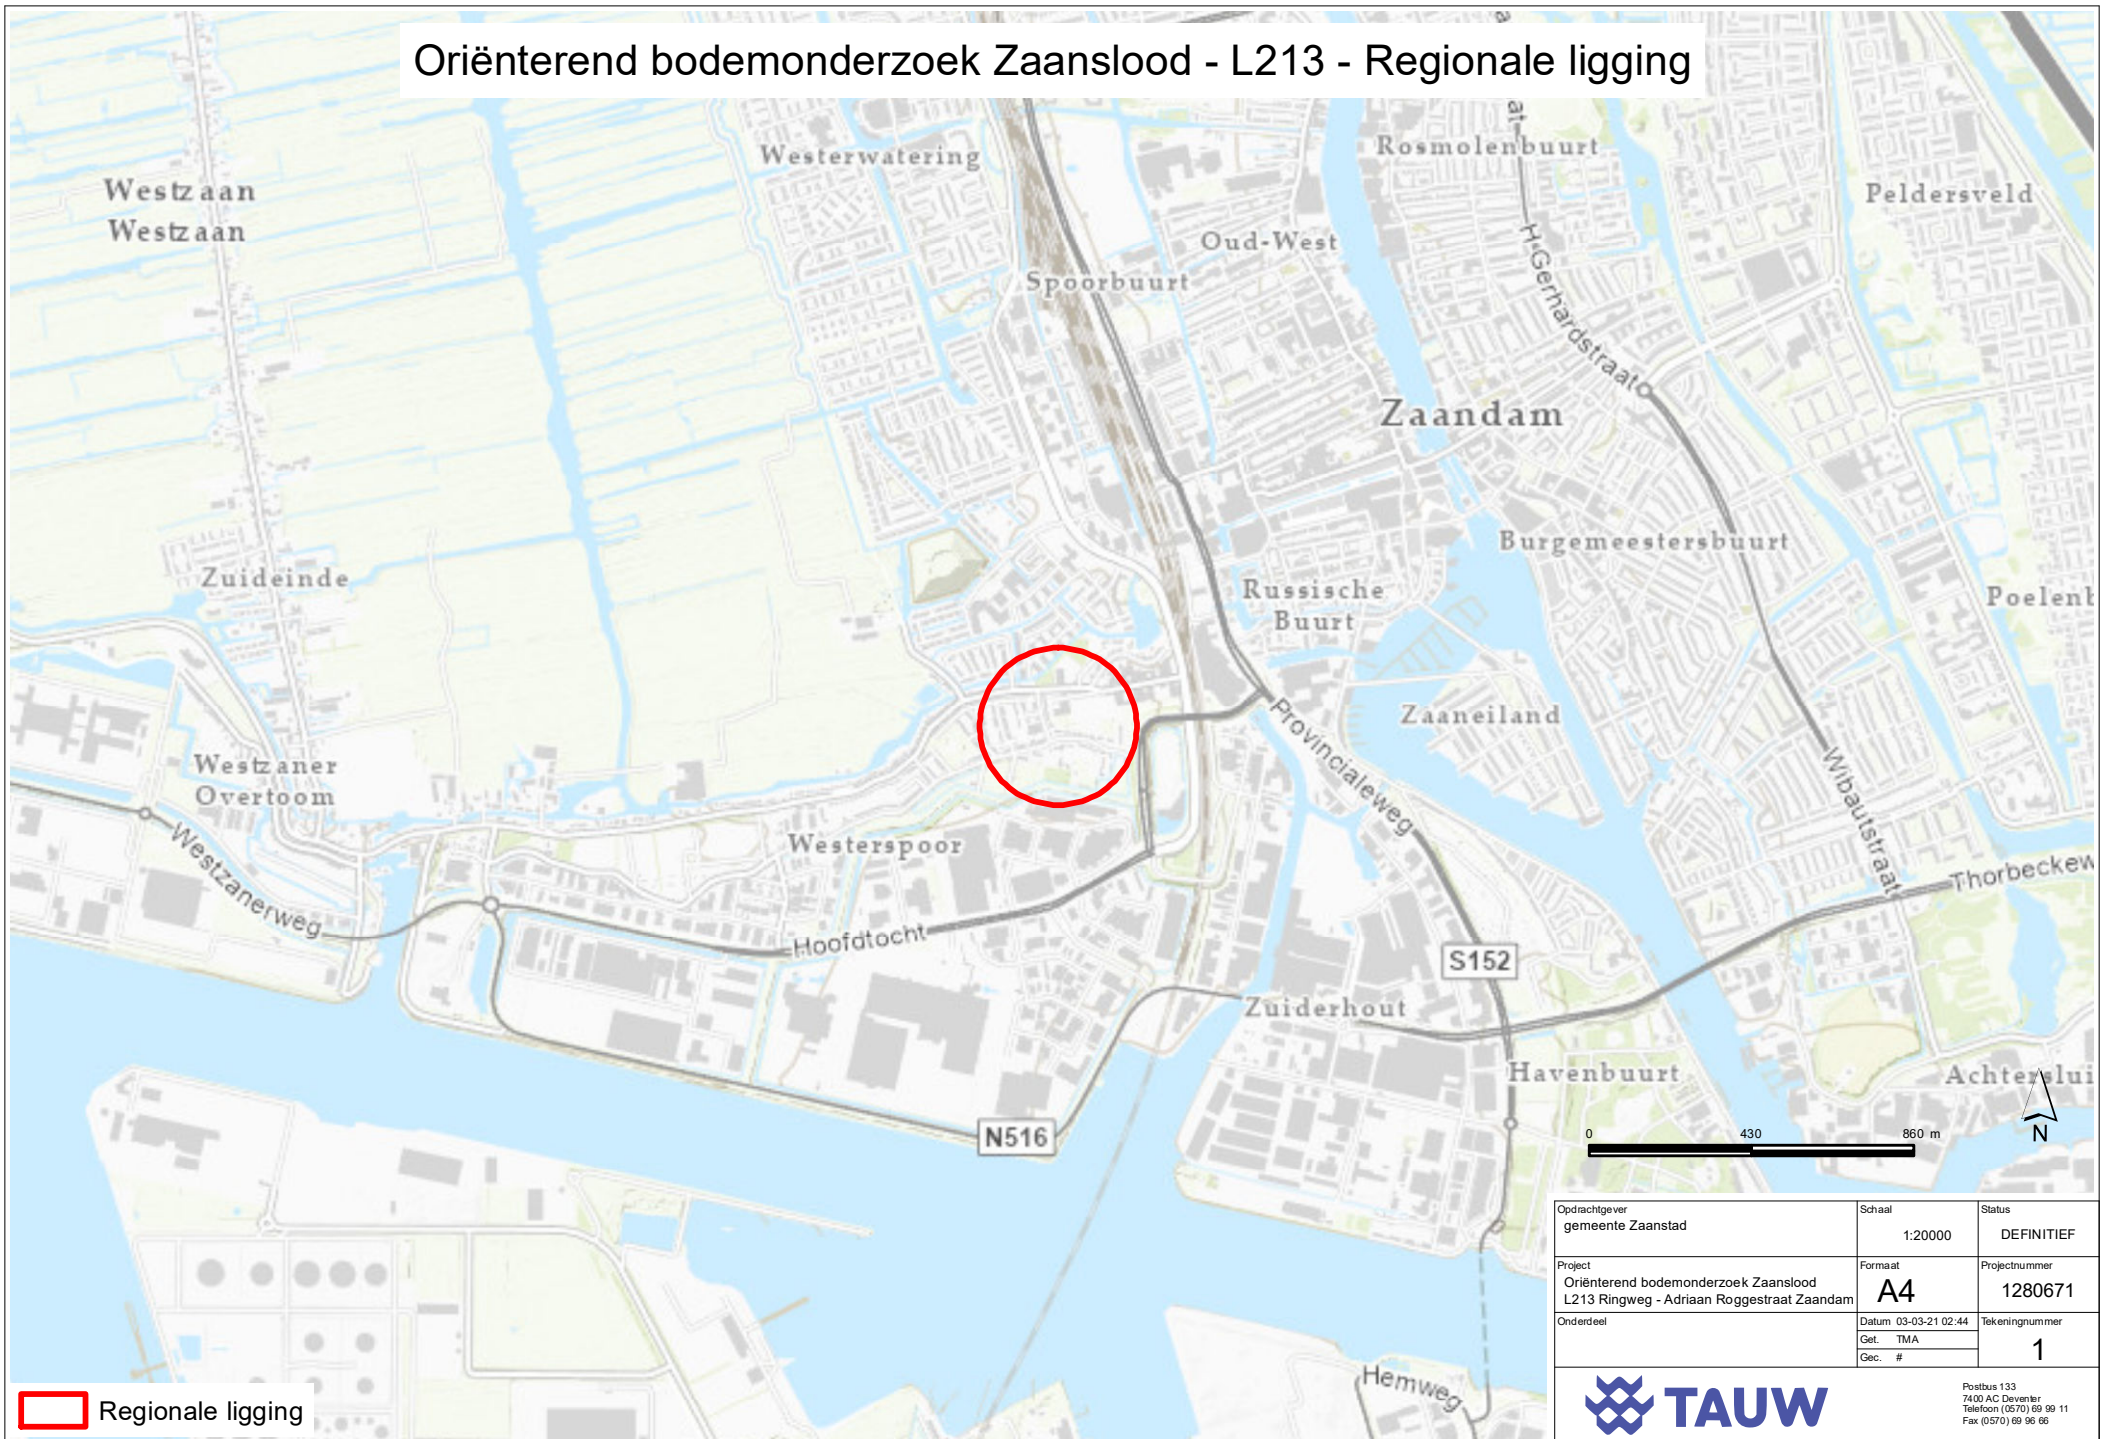 Oriënterend bodemonderzoek Zaanslood - L213 - Regionale ligging
Westzaan
Westzaan
Westerwatering
Rosmolenbuurt
Peldersveld
Oud-West
Spoorbuurt
H. Gerhardstraat
Zaandam
Burgemeestersbuurt
Zuideinde
Russische
Buurt
Zaaneiland
Provincialeweg
Wibautstraat
Westzaner
Overtoom
Westerspoor
Westzanerweg
Hoofdtocht
S152
Zuiderhout
Havenbuurt
N516
Hemweg
0 430 860 m
N
Opdrachtgever
gemeente Zaanstad
Schaal
1:20000
Status
DEFINITIEF
Project
Oriënterend bodemonderzoek Zaanslood
L213 Ringweg - Adriaan Roggestraat Zaandam
Formaat
A4
Projectnummer
1280671
Onderdeel
Datum 03-03-21 02:44
Get. TMA
Gec. #
Tekeningnummer
1
TAUW
Postbus 133
7400 AC Deventer
Telefoon (0570) 69 99 11
Fax (0570) 69 96 66
Regionale ligging